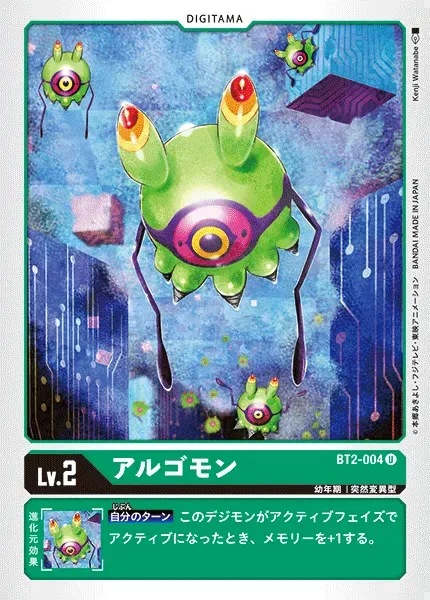 DIGITAMA
Kenji Watanabe
BANDAI MADE IN JAPAN
© 本郷あきよし・フジテレビ・東映アニメーション
BT2-004 U
Lv.2 アルゴモン
幼年期 | 突然変異型
進化元効果
じぶん
自分のターン このデジモンがアクティブフェイズで
アクティブになったとき、メモリーを+1する。